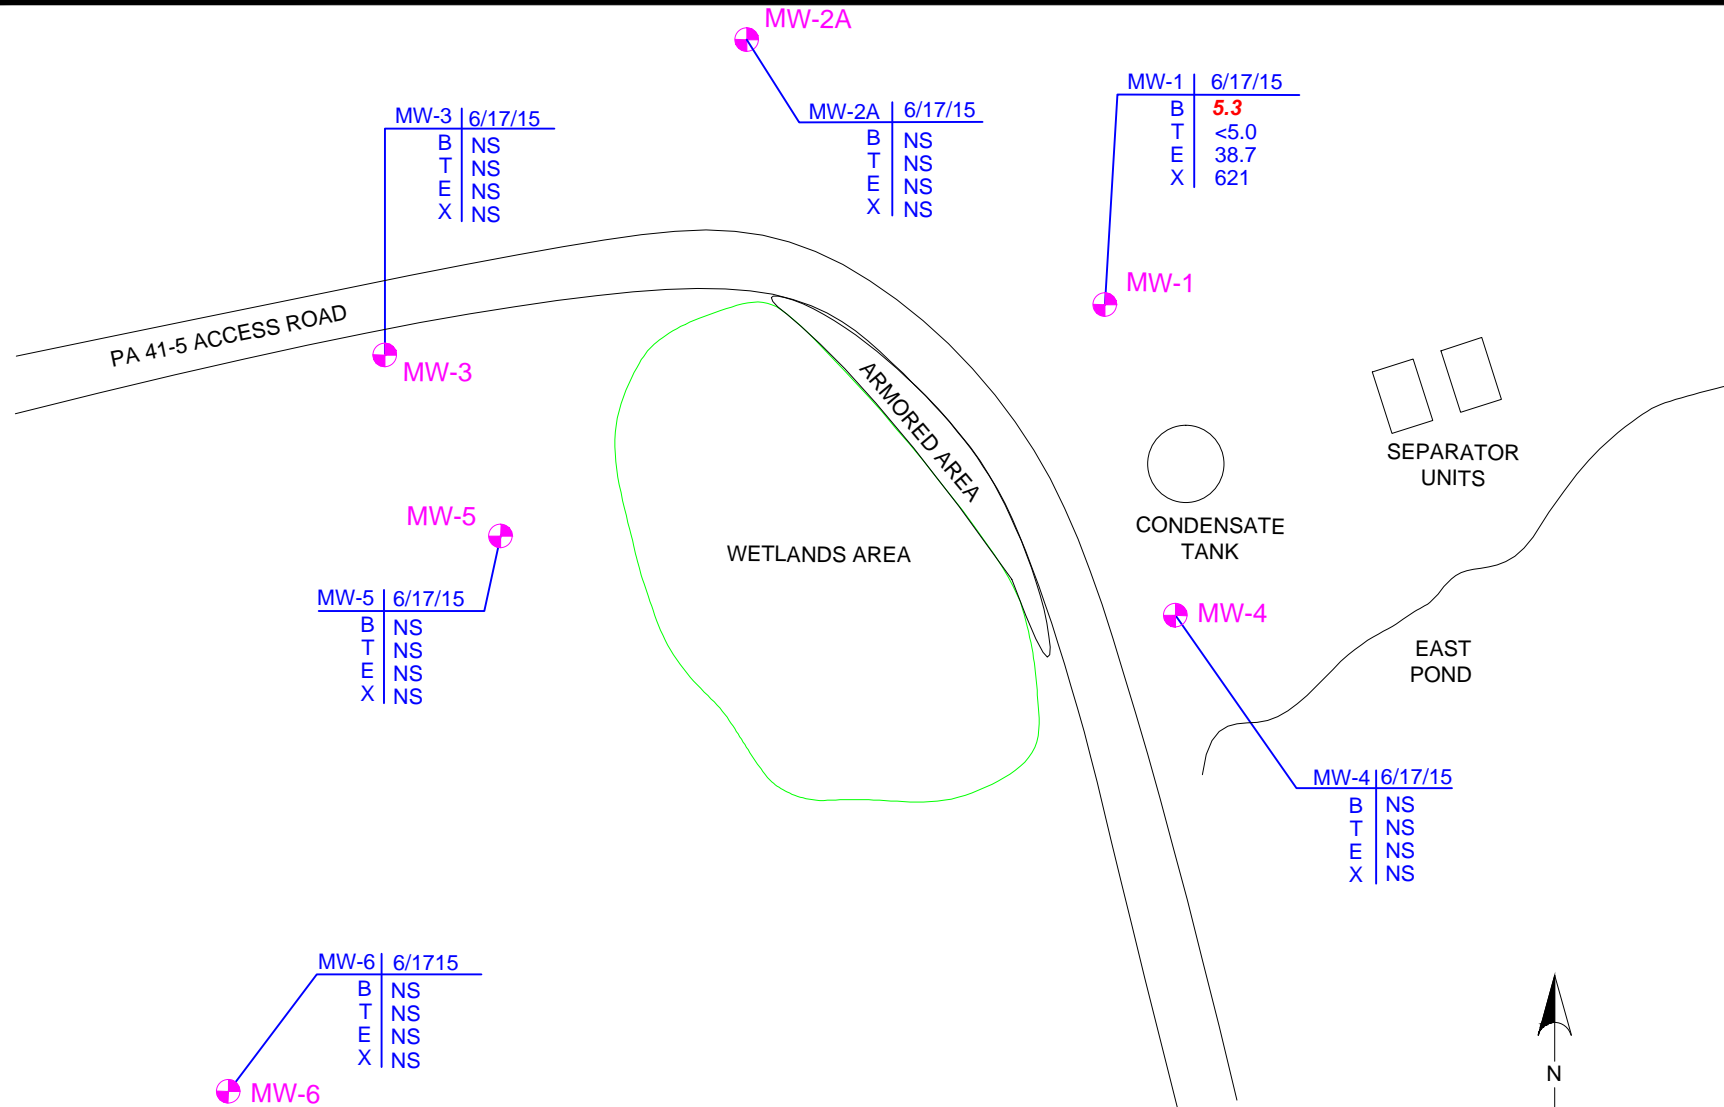 MW-2A
MW-1 6/17/15
B 5.3
T <5.0
E 38.7
X 621
MW-2A 6/17/15
B NS
T NS
E NS
X NS
MW-3 6/17/15
B NS
T NS
E NS
X NS
MW-1
PA 41-5 ACCESS ROAD
MW-3
ARMORED AREA
SEPARATOR
UNITS
CONDENSATE
TANK
MW-5
WETLANDS AREA
MW-5 6/17/15
B NS
T NS
E NS
X NS
MW-4
EAST
POND
MW-4 6/17/15
B NS
T NS
E NS
X NS
MW-6 6/1715
B NS
T NS
E NS
X NS
MW-6
N